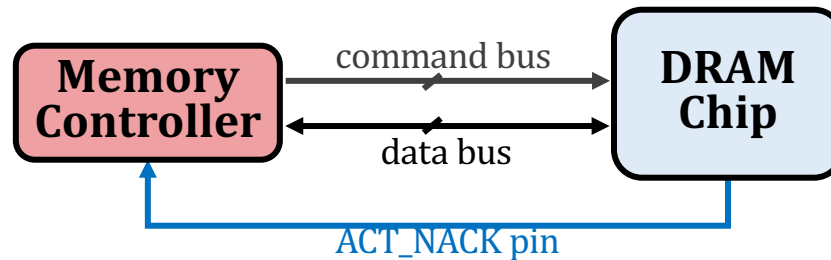 Memory
Controller
command bus
data bus
DRAM
Chip
ACT_NACK pin